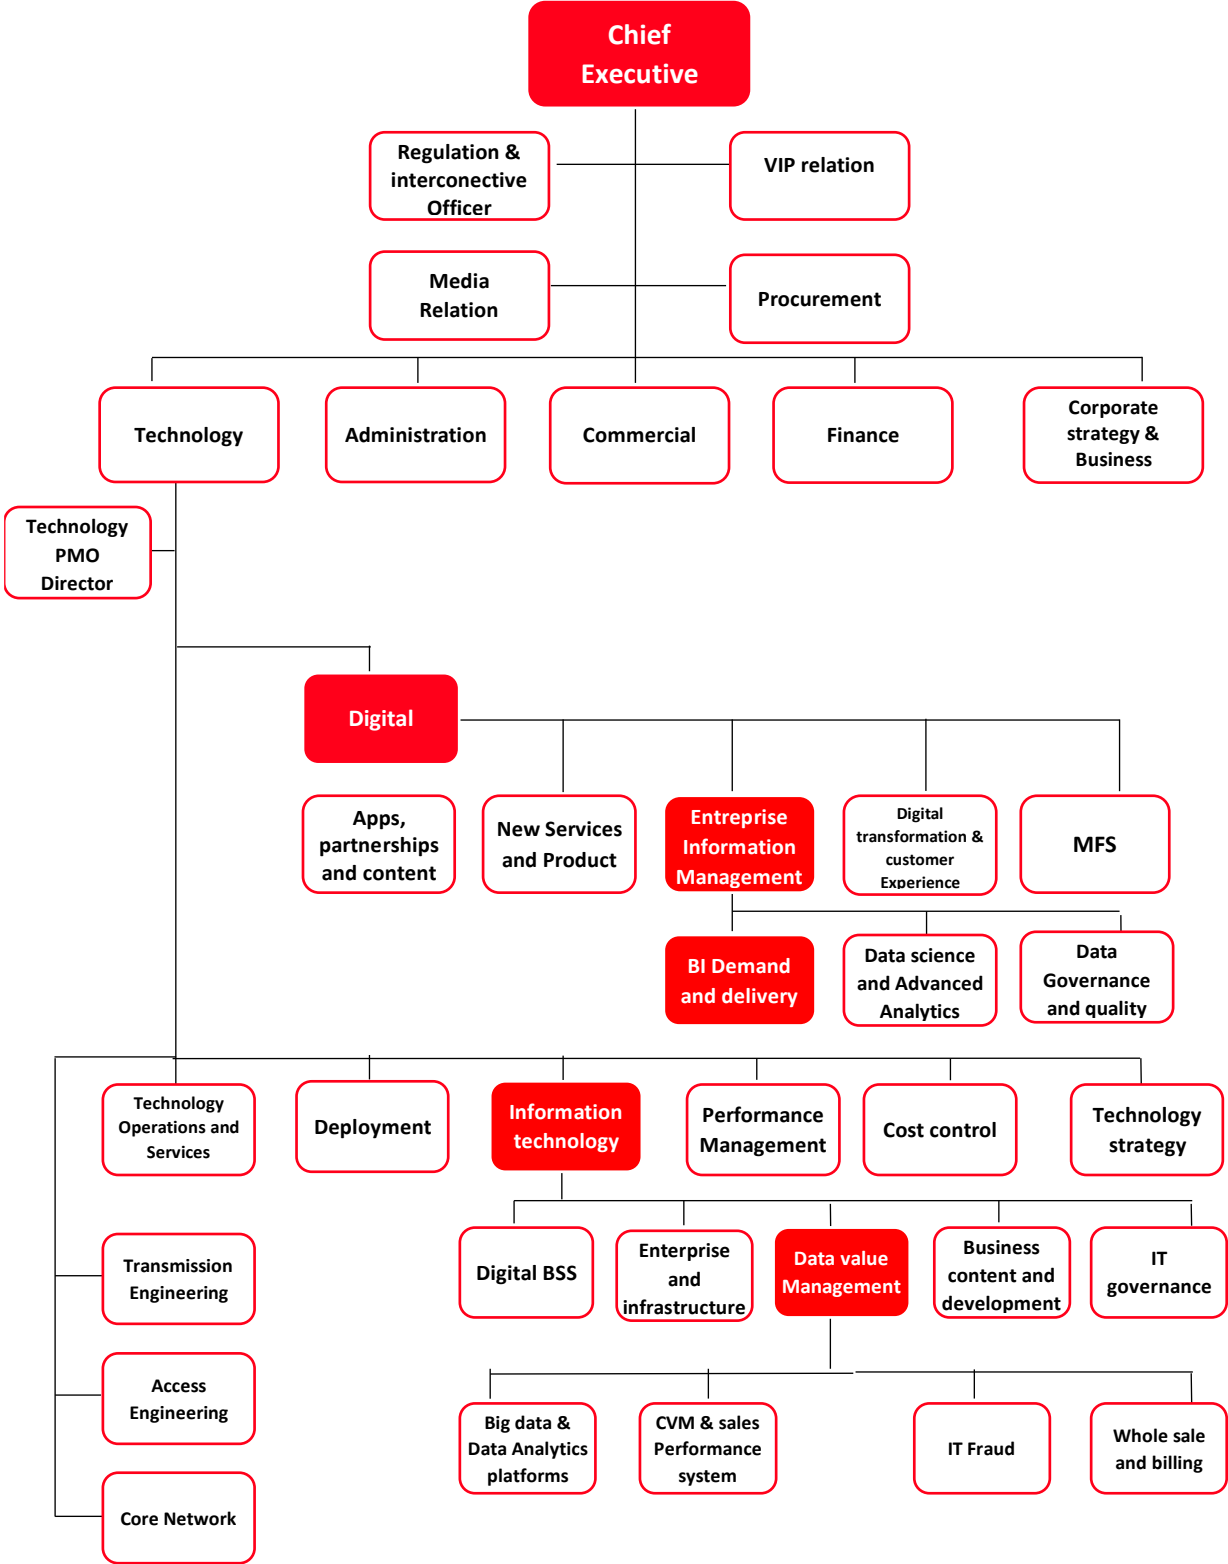 Chief
Executive
Regulation &
interconective
Officer
VIP relation
Media
Relation
Procurement
Technology
Administration
Commercial
Finance
Corporate
strategy &
Business
Technology
PMO
Director
Digital
Apps,
partnerships
and content
New Services
and Product
Entreprise
Information
Management
Digital
transformation &
customer
Experience
MFS
BI Demand
and delivery
Data science
and Advanced
Analytics
Data
Governance
and quality
Technology
Operations and
Services
Deployment
Information
technology
Performance
Management
Cost control
Technology
strategy
Transmission
Engineering
Digital BSS
Enterprise
and
infrastructure
Data value
Management
Business
content and
development
IT
governance
Access
Engineering
Big data &
Data Analytics
platforms
CVM & sales
Performance
system
IT Fraud
Whole sale
and billing
Core Network